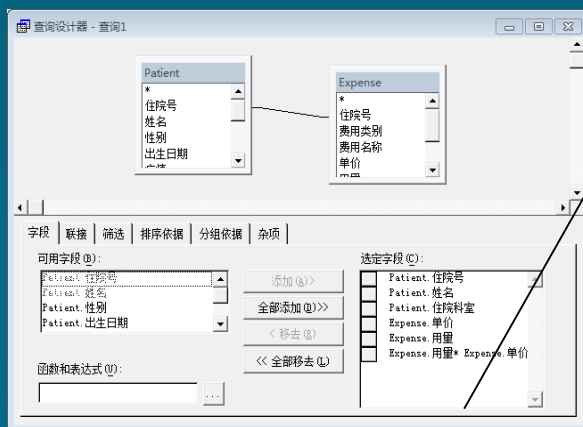 查询设计器 - 查询1
Patient
*
住院号
姓名
性别
出生日期
Expense
*
住院号
费用类别
费用名称
单价
用量
字段
联接
筛选
排序依据
分组依据
杂项
可用字段(B):
Patient.住院号
Patient.姓名
Patient.性别
Patient.出生日期
函数和表达式(U):
...
添加(A)>
全部添加(D)>>
< 移去(R)
<< 全部移去(L)
选定字段(C):
Patient.住院号
Patient.姓名
Patient.住院科室
Expense.单价
Expense.用量
Expense.用量* Expense.单价